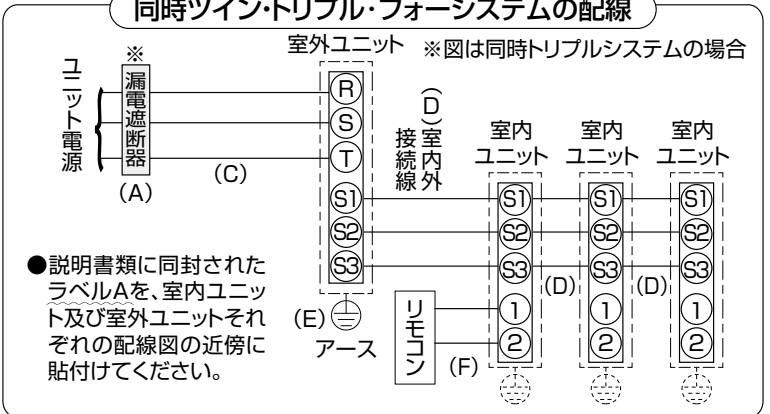 同時ツイン・トリプル・フォーシステムの配線
室外ユニット ※図は同時トリプルシステムの場合
※
ユニット電源
漏電遮断器
(A)
(C)
R
S
T
S1
S2
S3
(D)室内外
接続線
室内
ユニット
室内
ユニット
室内
ユニット
S1
S2
S3
1
2
(D)
S1
S2
S3
1
2
(D)
S1
S2
S3
1
2
●説明書類に同封された
ラベルAを、室内ユニッ
ト及び室外ユニットそれ
ぞれの配線図の近傍に
貼付けてください。
(E)
アース
リモコン
(F)